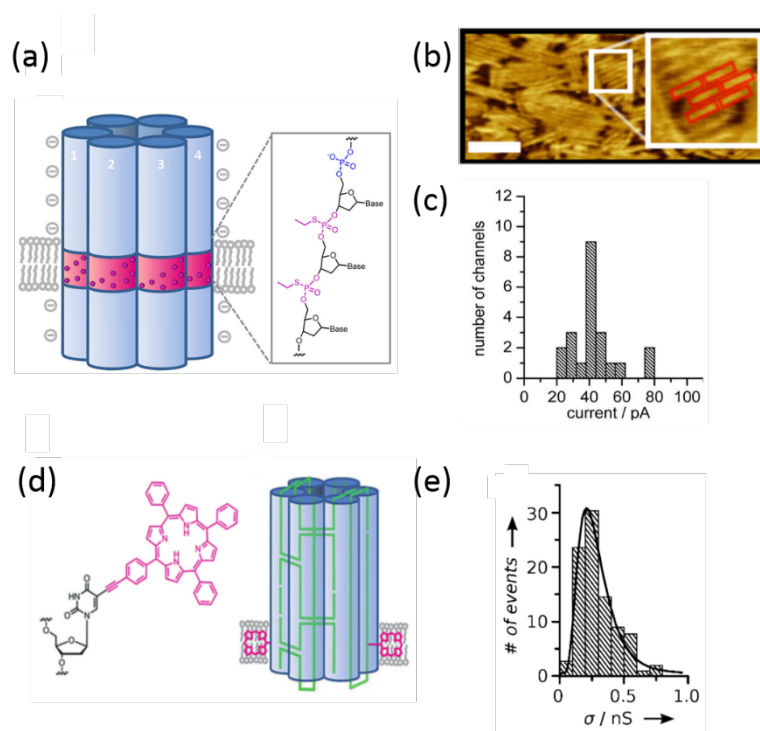 (a)
1
2
3
4
O
-O
P
O
O
O
Base
S
O
P
O
O
O
Base
S
O
P
O
O
O
Base
O
(b)
(c)
number of channels
12
10
8
6
4
2
0
0 20 40 60 80 100
current / pA
(d)
N
NH
HN
N
O
HN
O
N
O
O
O
(e)
# of events
30
20
10
0
0 0.5 1.0
σ / nS